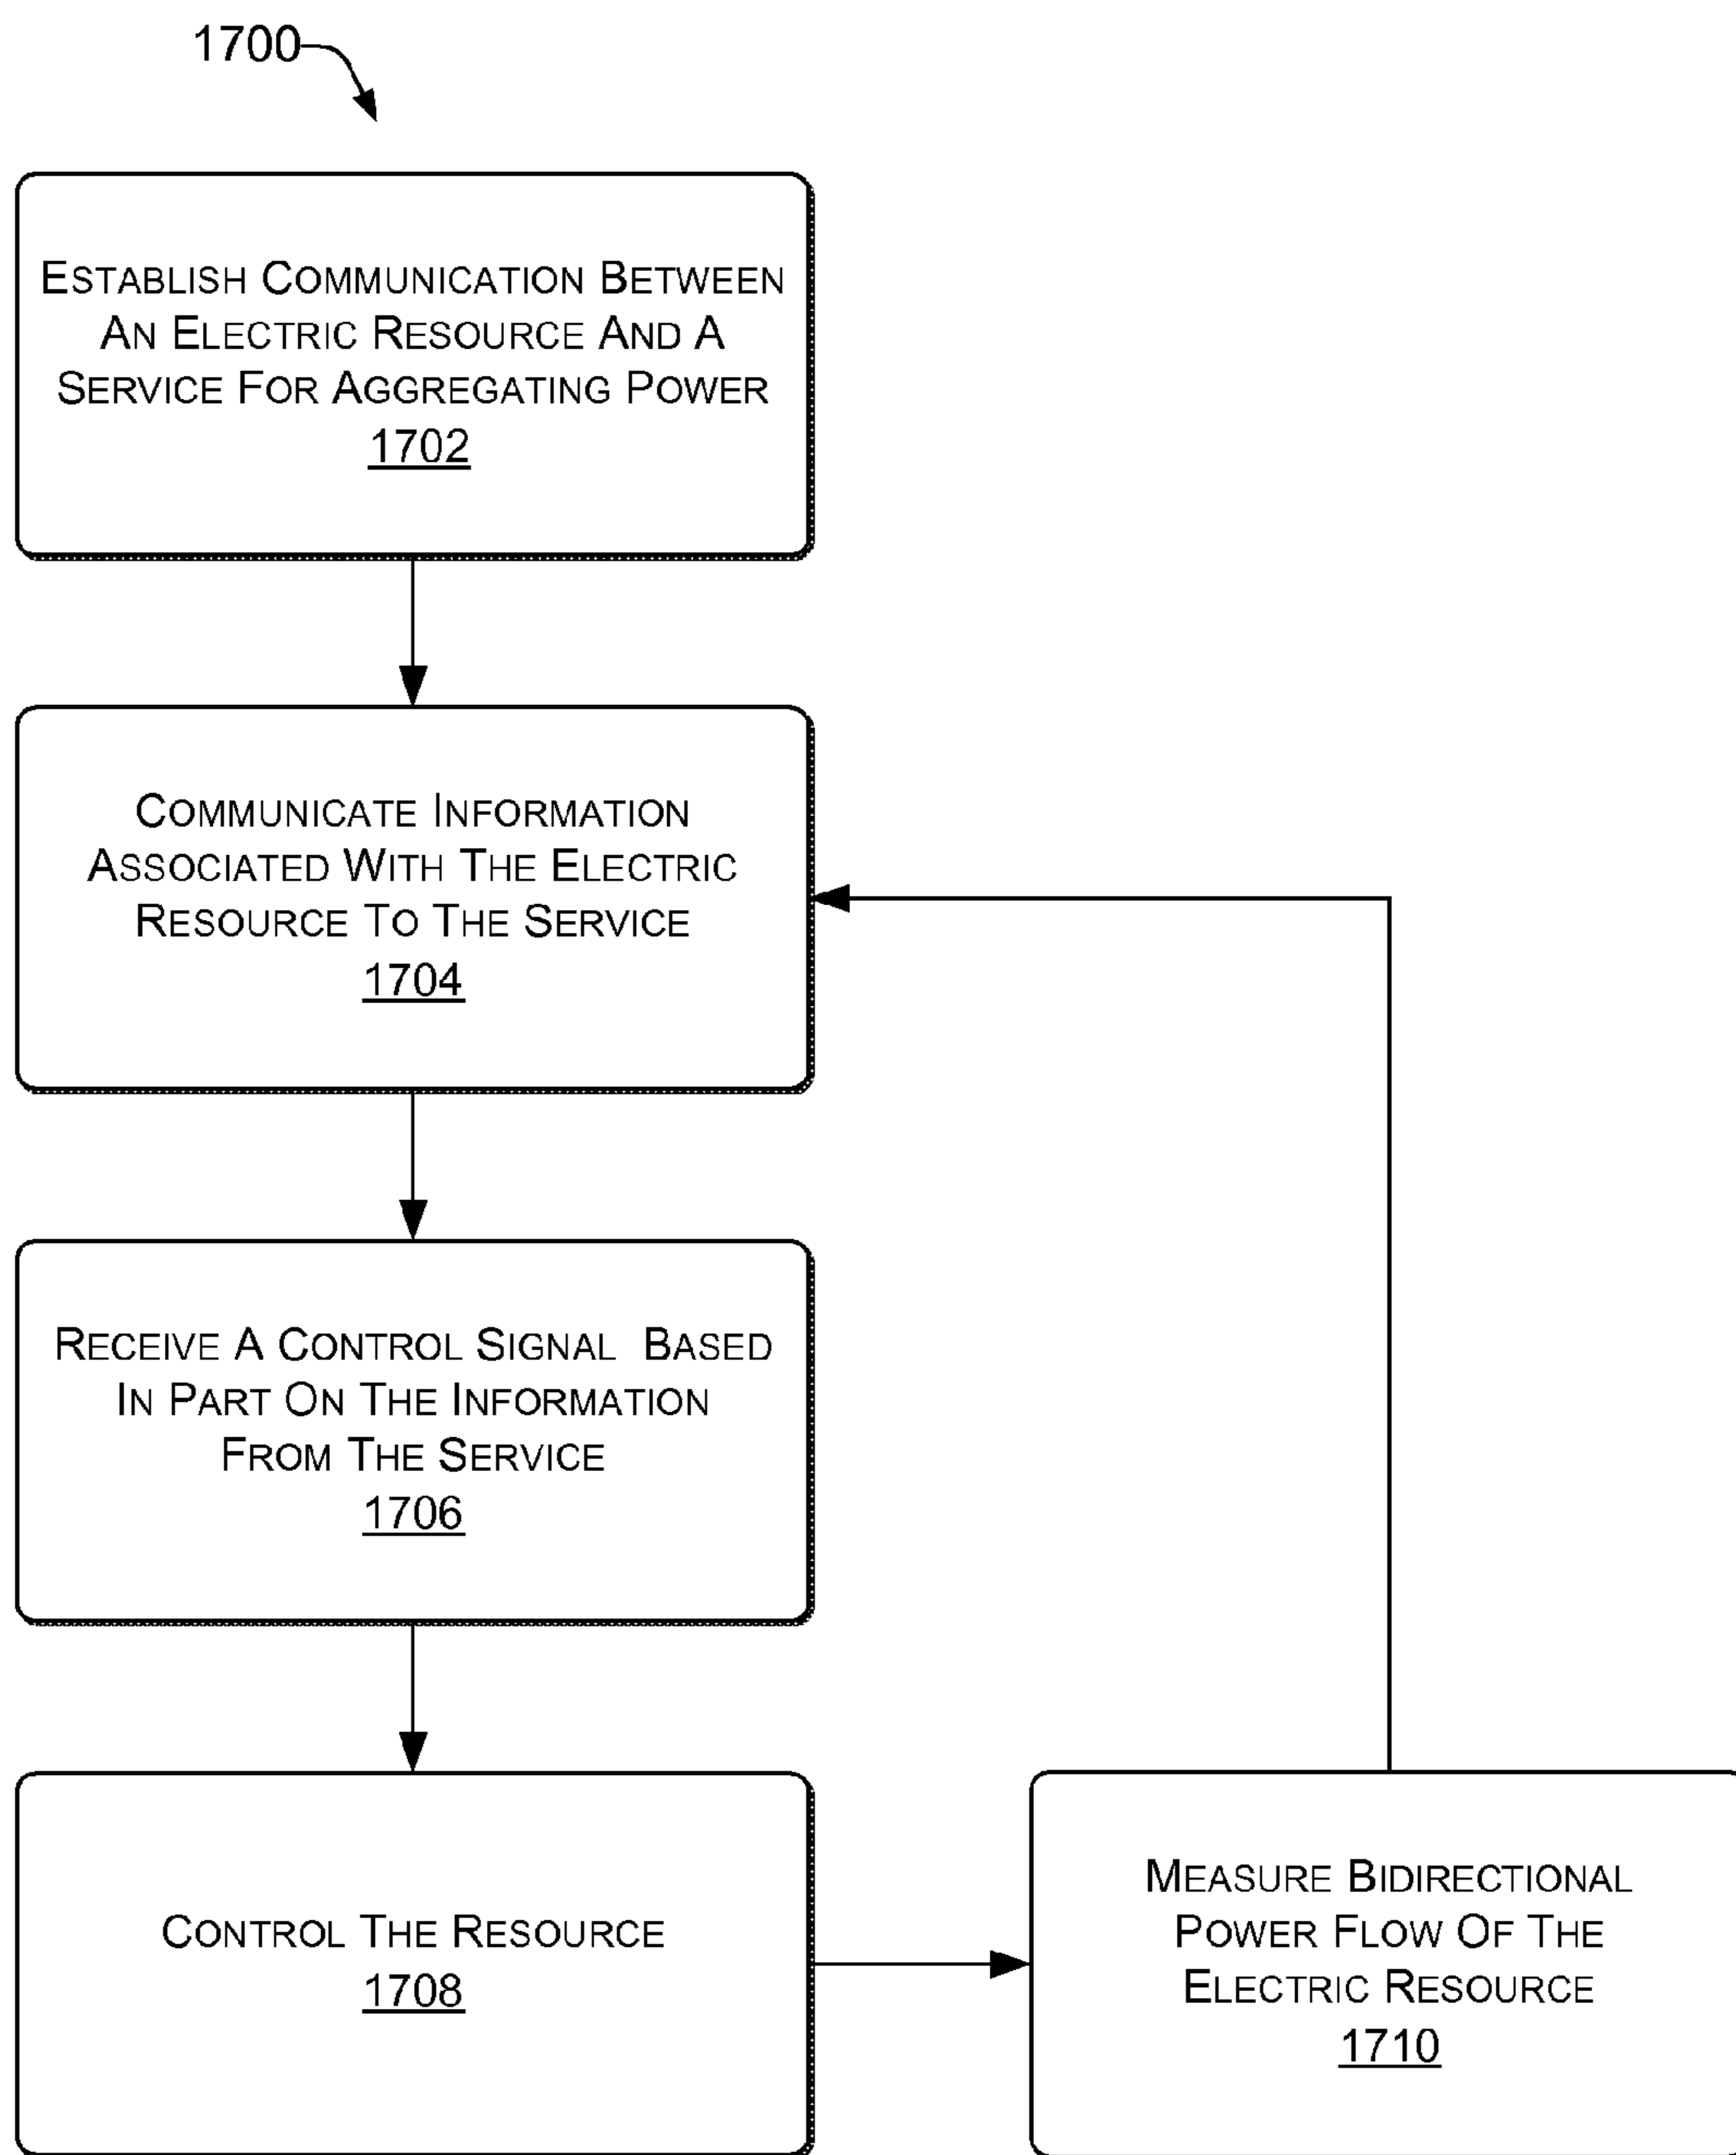 1700
ESTABLISH COMMUNICATION BETWEEN
AN ELECTRIC RESOURCE AND A
SERVICE FOR AGGREGATING POWER
1702
COMMUNICATE INFORMATION
ASSOCIATED WITH THE ELECTRIC
RESOURCE TO THE SERVICE
1704
RECEIVE A CONTROL SIGNAL BASED
IN PART ON THE INFORMATION
FROM THE SERVICE
1706
CONTROL THE RESOURCE
1708
MEASURE BIDIRECTIONAL
POWER FLOW OF THE
ELECTRIC RESOURCE
1710